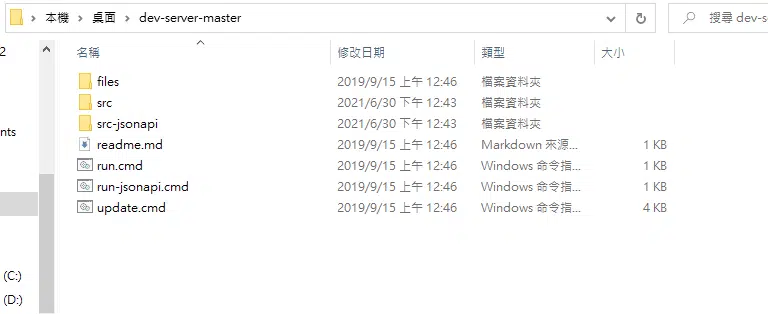 本機 > 桌面 > dev-server-master 搜尋 dev-s
名稱 修改日期 類型 大小
2
files 2019/9/15 上午 12:46 檔案資料夾
src 2021/6/30 下午 12:43 檔案資料夾
src-jsonapi 2021/6/30 下午 12:43 檔案資料夾
nts
readme.md 2019/9/15 上午 12:46 Markdown 來源... 1 KB
run.cmd 2019/9/15 上午 12:46 Windows 命令指... 1 KB
run-jsonapi.cmd 2019/9/15 上午 12:46 Windows 命令指... 1 KB
update.cmd 2019/9/15 上午 12:46 Windows 命令指... 4 KB
(C:)
(D:)